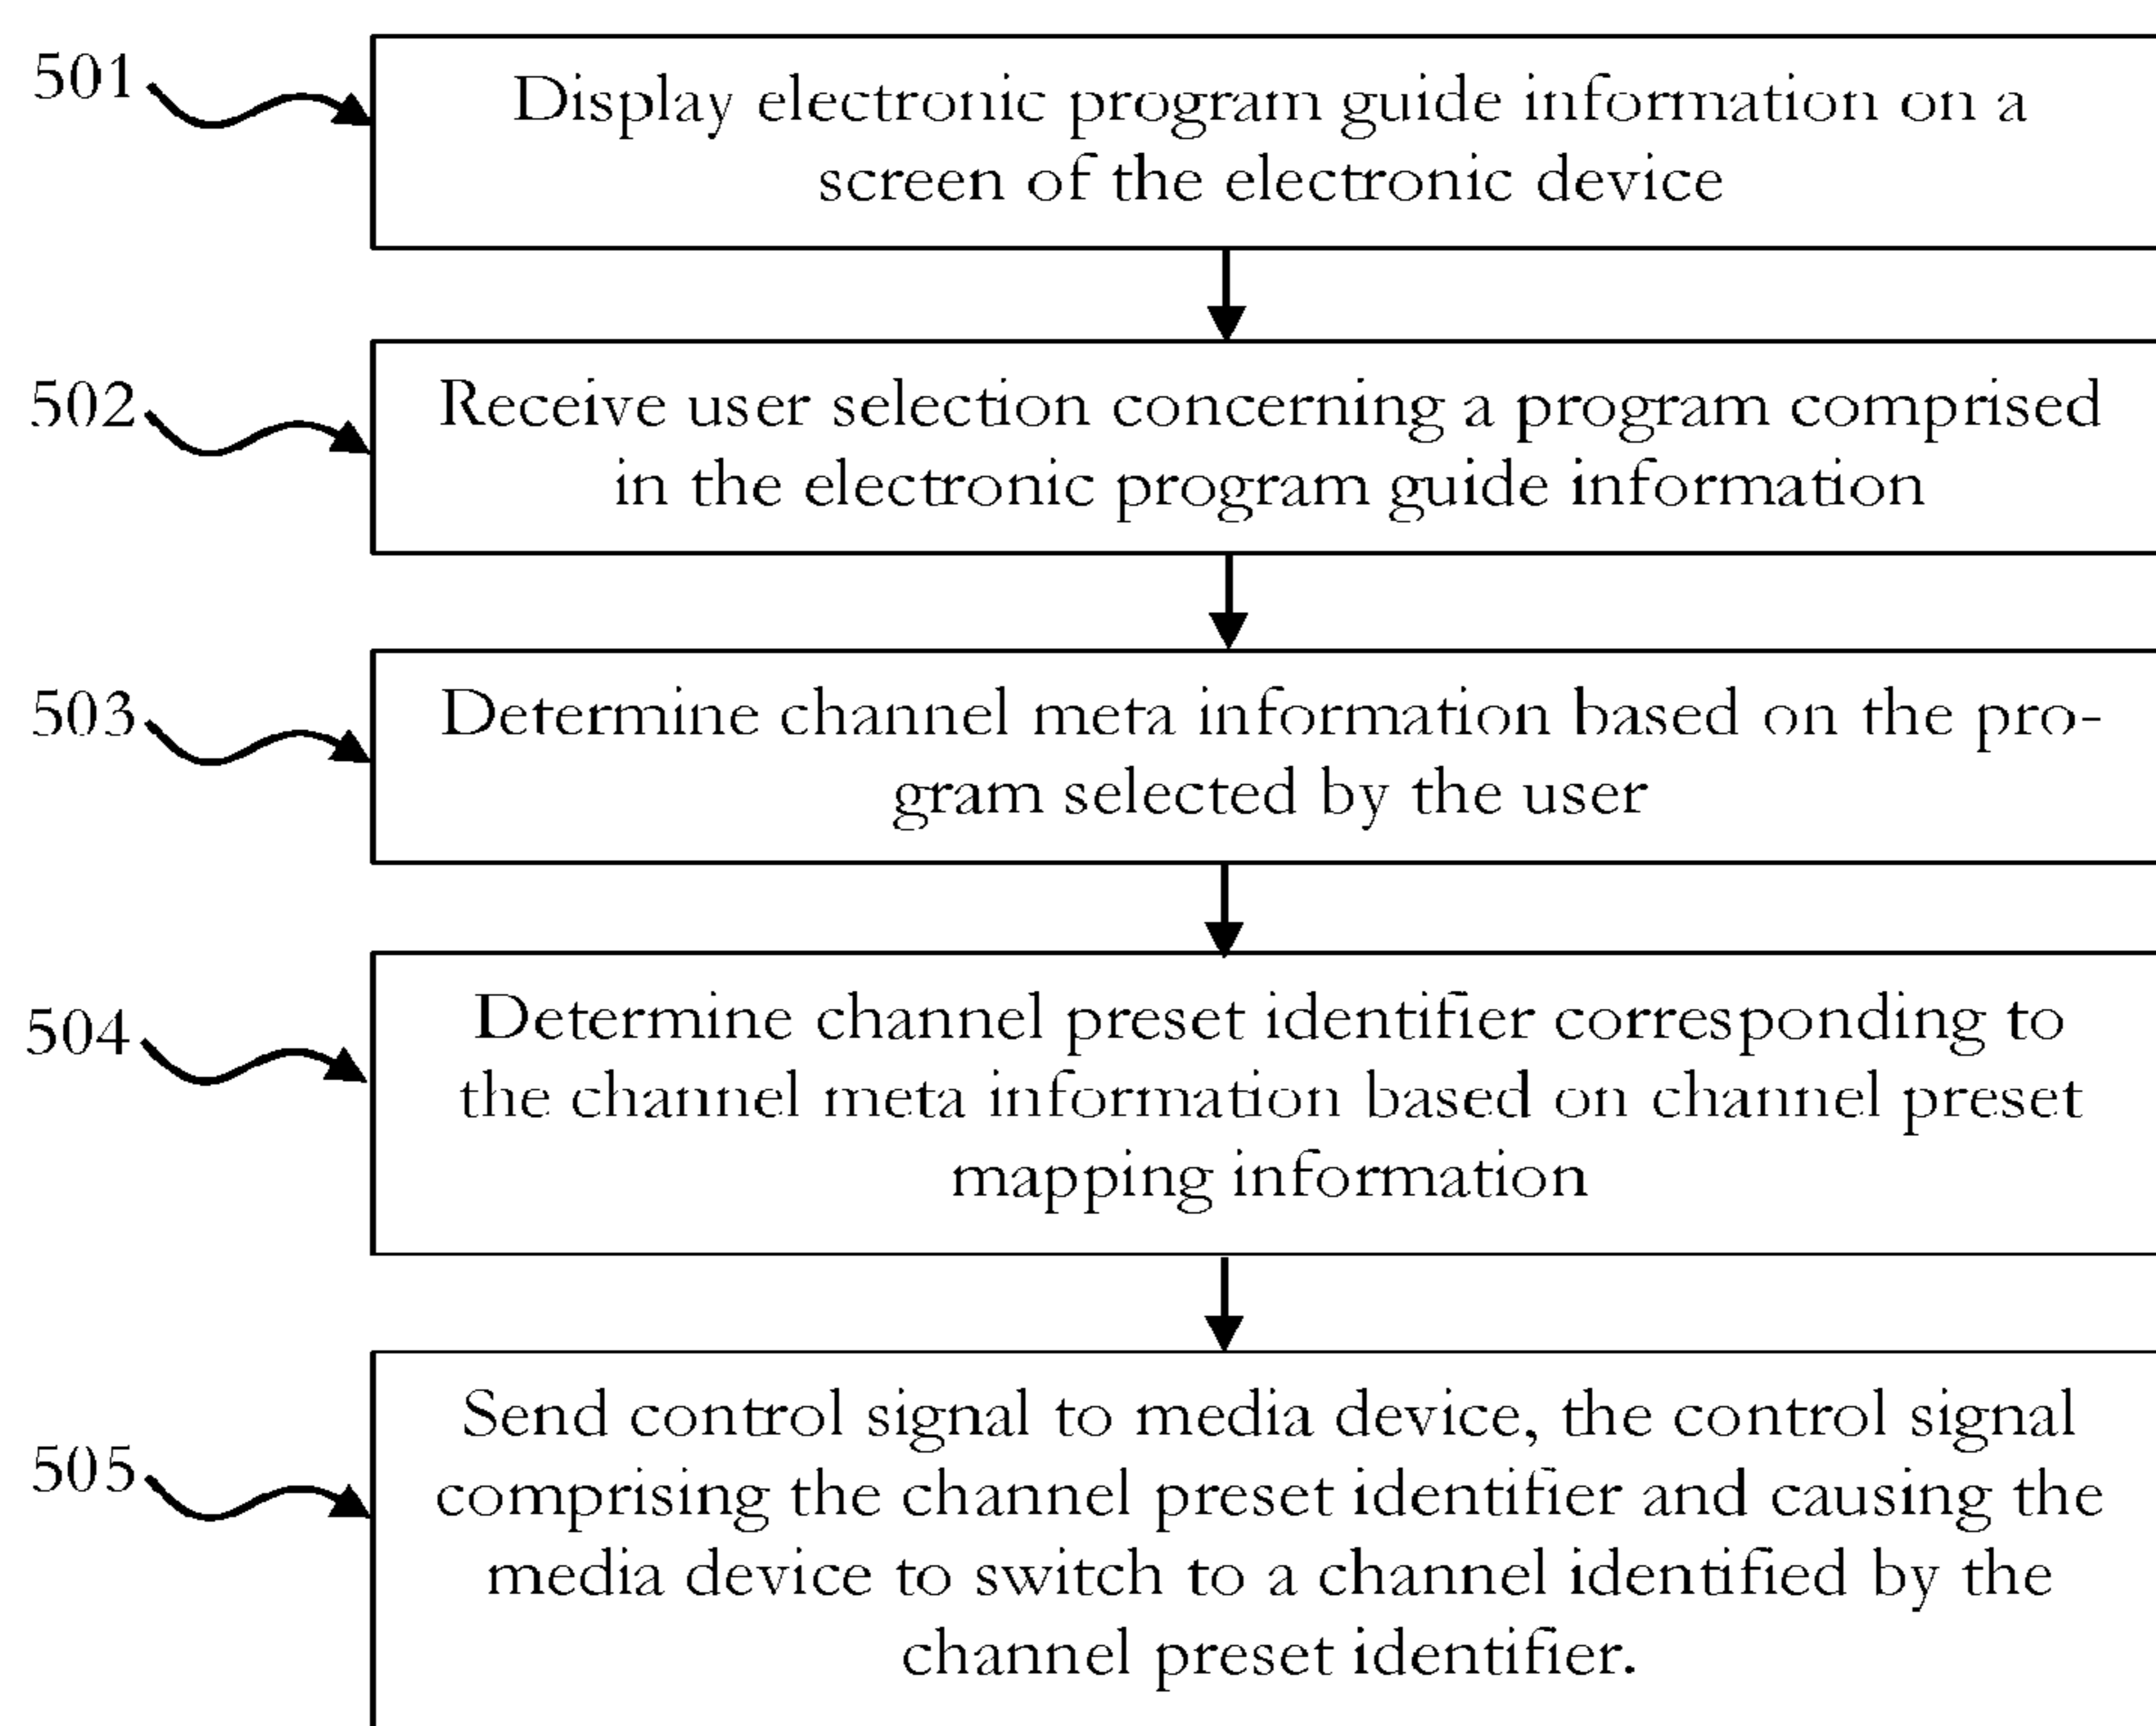 501
Display electronic program guide information on a
screen of the electronic device
502
Receive user selection concerning a program comprised
in the electronic program guide information
503
Determine channel meta information based on the pro-
gram selected by the user
504
Determine channel preset identifier corresponding to
the channel meta information based on channel preset
mapping information
505
Send control signal to media device, the control signal
comprising the channel preset identifier and causing the
media device to switch to a channel identified by the
channel preset identifier.